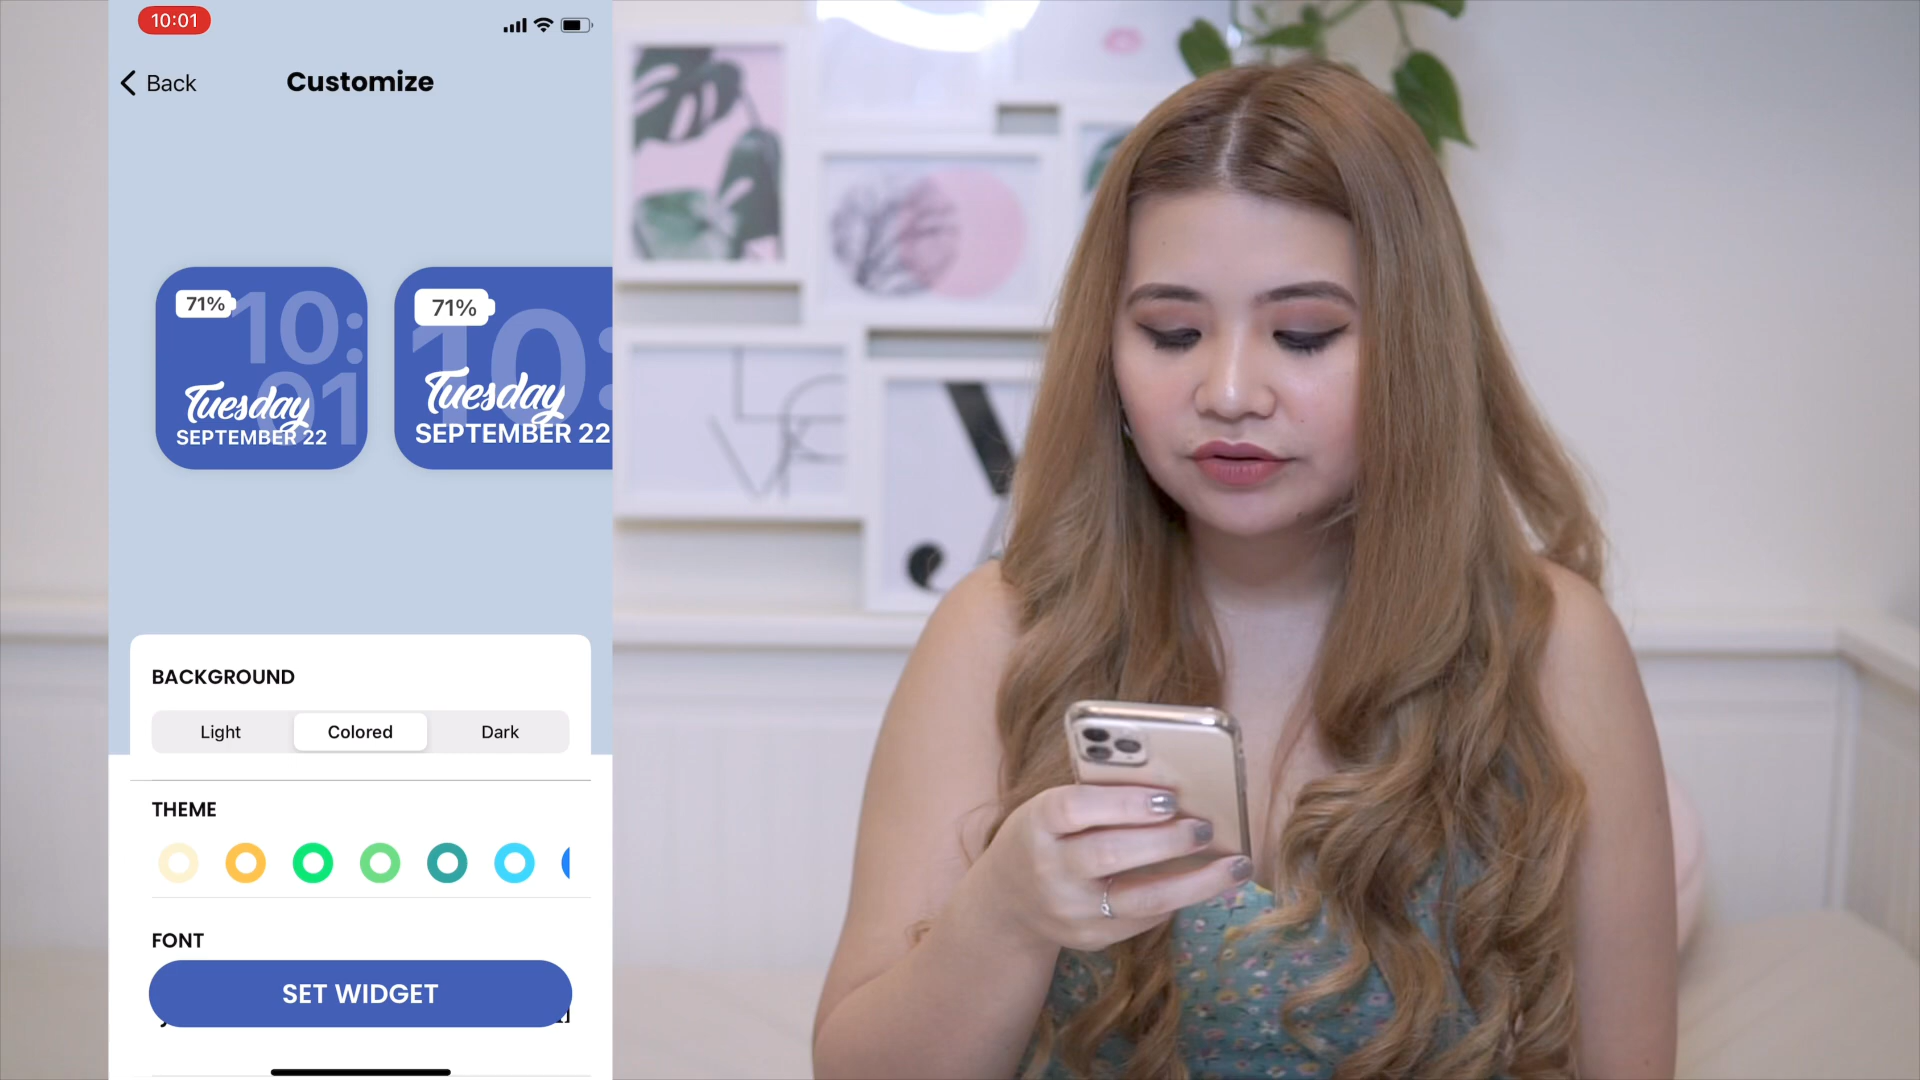 10:01
Back
Customize
71%
10:
01
Tuesday
SEPTEMBER 22
71%
10:
Tuesday
SEPTEMBER 22
BACKGROUND
Light
Colored
Dark
THEME
FONT
SET WIDGET